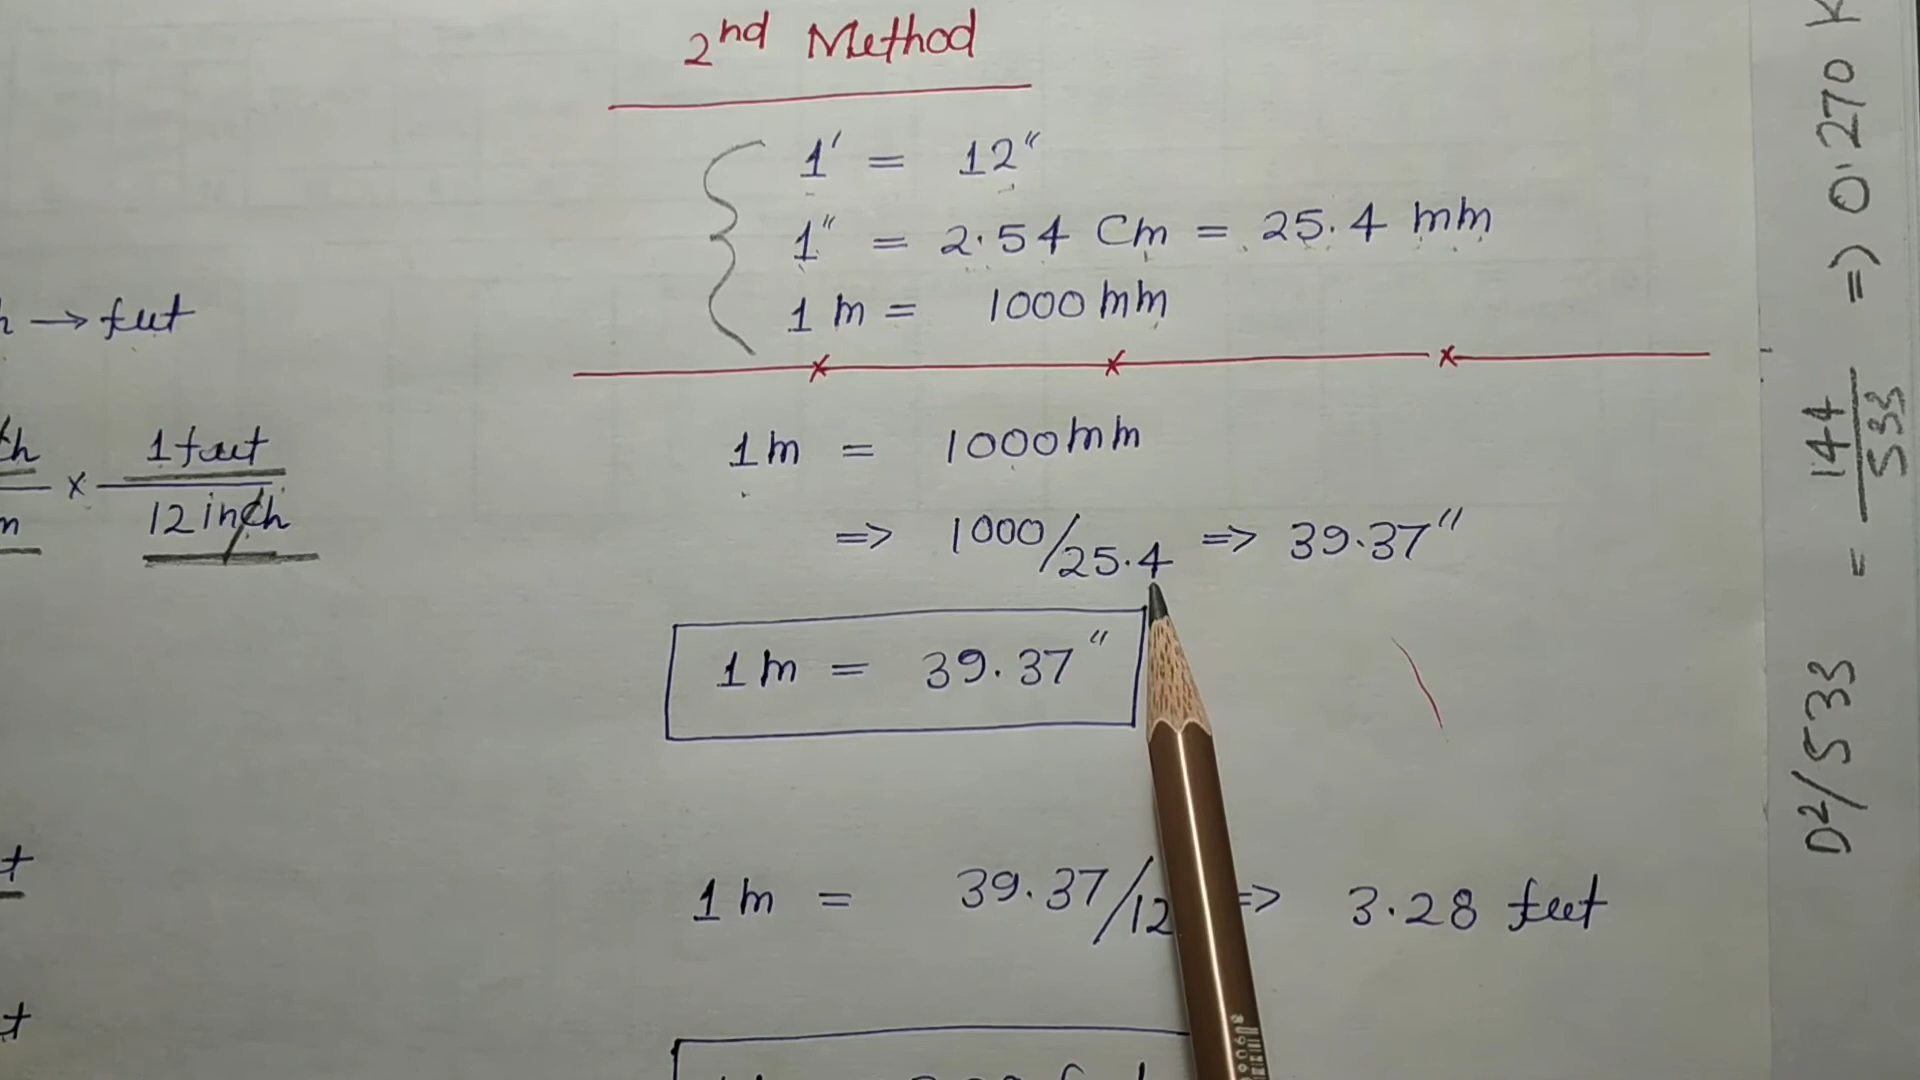 2nd Method
1' = 12"
1" = 2.54 Cm = 25.4 mm
1 m = 1000 mm
1 m = 1000 mm
=> 1000/25.4 => 39.37"
1 m = 39.37"
1 m = 39.37/12 => 3.28 feet
→ feet
× 1 feet
12 inch
D²/533 = 144/533 => 0.270 K